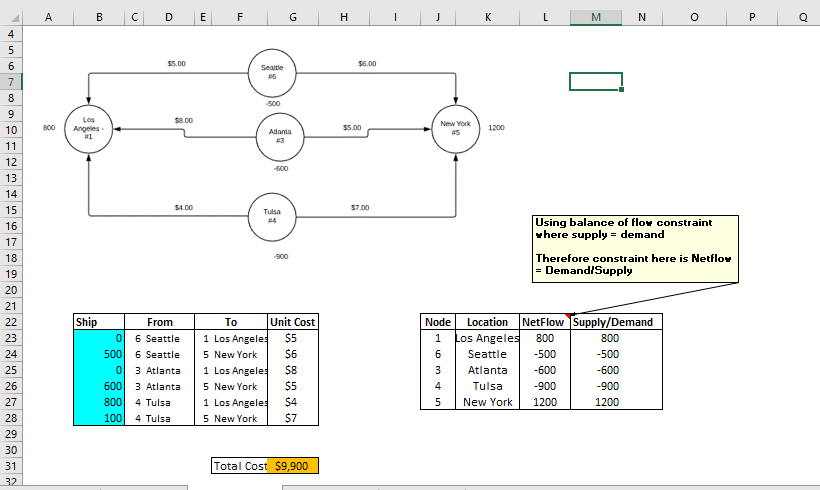 A B C D E F G H I J K L M N O P Q
4
5
6 $5.00 Seattle $6.00
#6
7
8
-500
9
Los Angeles - #1 $8.00 New York #5
10 800 Atlanta #3 $5.00 1200
11
12
-600
13
14
15 $4.00 Tulsa $7.00
#4
16
17
18 -900
19
20
21
Using balance of flow constraint
where supply = demand
Therefore constraint here is Netflow
= Demand/Supply
22 Ship From To Unit Cost Node Location NetFlow Supply/Demand
23 0 6 Seattle 1 Los Angeles $5 1 Los Angeles 800 800
24 500 6 Seattle 5 New York $6 6 Seattle -500 -500
25 0 3 Atlanta 1 Los Angeles $8 3 Atlanta -600 -600
26 600 3 Atlanta 5 New York $5 4 Tulsa -900 -900
27 800 4 Tulsa 1 Los Angeles $4 5 New York 1200 1200
28 100 4 Tulsa 5 New York $7
29
30
31 Total Cost $9,900
32